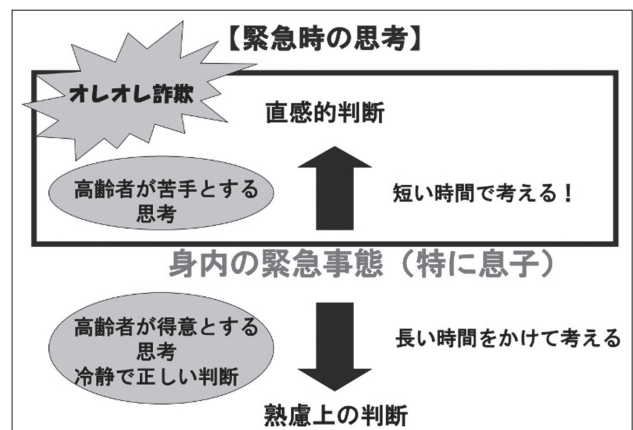 【緊急時の思考】
オレオレ詐欺
直感的判断
高齢者が苦手とする
思考
短い時間で考える！
身内の緊急事態（特に息子）
高齢者が得意とする
思考
冷静で正しい判断
長い時間をかけて考える
熟慮上の判断